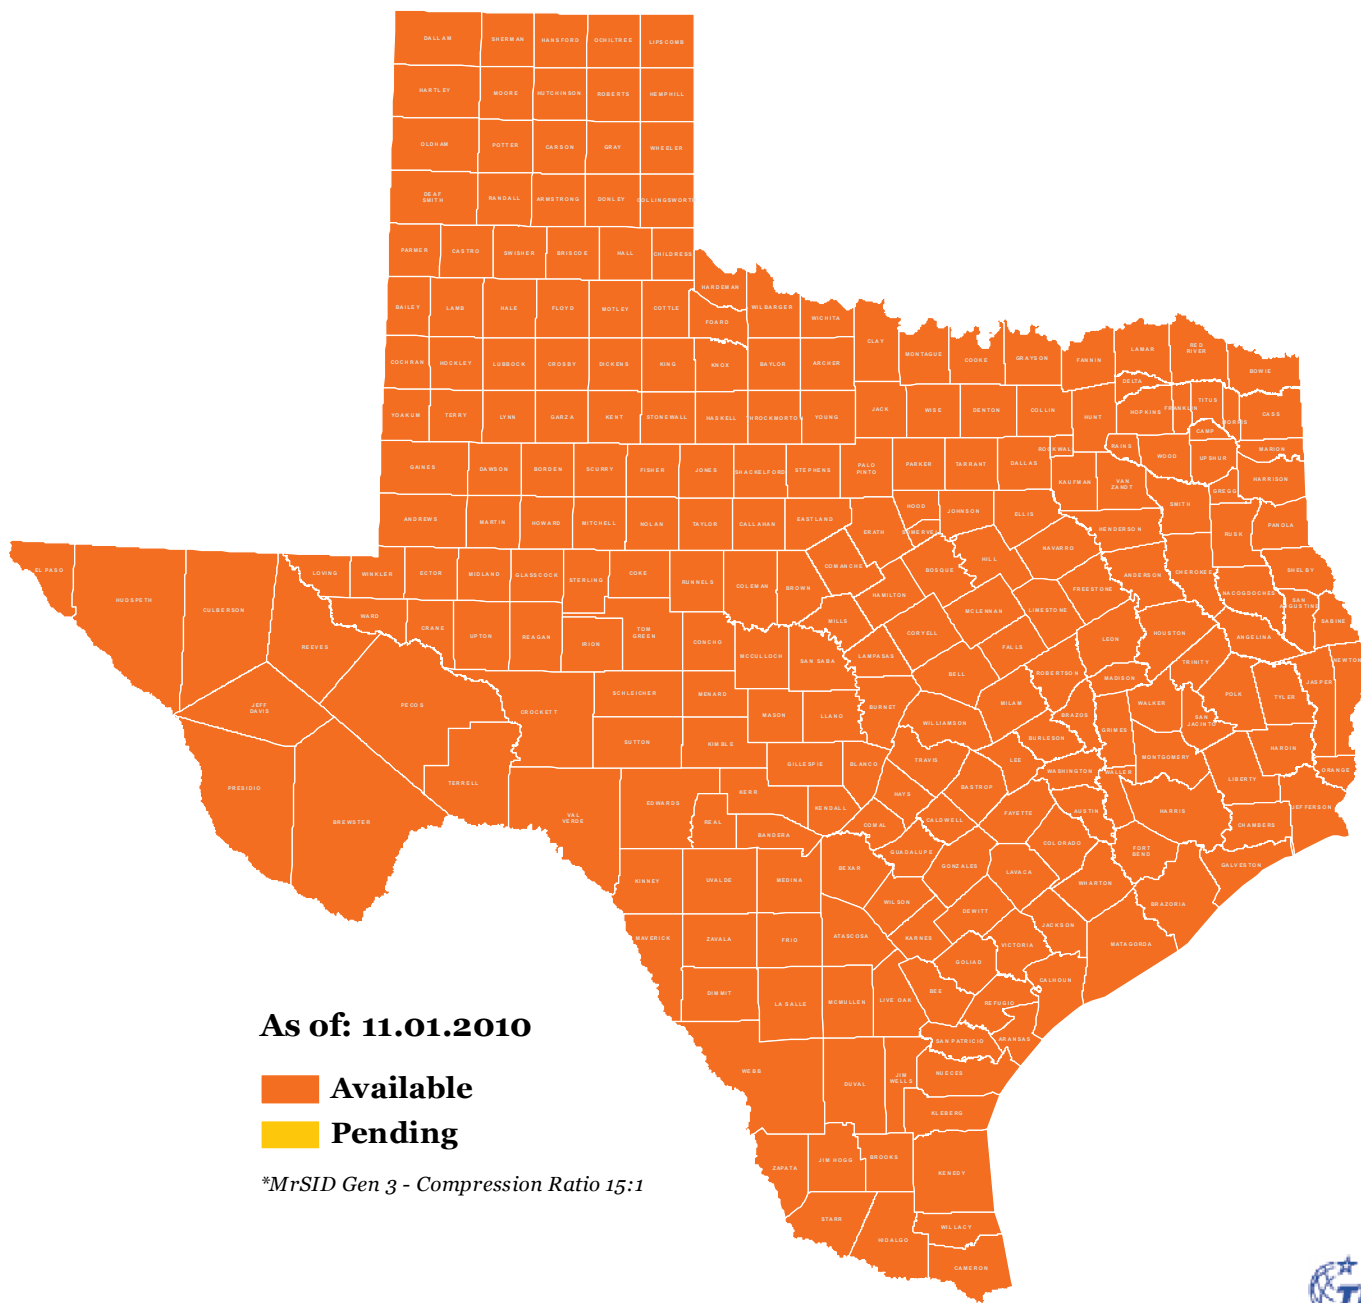 DALLAM SHERMAN HANSFORD OCHILTREE LIPSCOMB
HARTLEY MOORE HUTCHINSON ROBERTS HEMPHILL
OLDHAM POTTER CARSON GRAY WHEELER
DEAF
SMITH RANDALL ARMSTRONG DONLEY COLLINGSWORTH
PARMER CASTRO SWISHER BRISCOE HALL CHILDRESS
HARDEMAN
BAILEY LAMB HALE FLOYD MOTLEY COTTLE FOARD WILBARGER WICHITA
CLAY MONTAGUE COOKE GRAYSON FANNIN LAMAR RED
RIVER BOWIE
COCHRAN HOCKLEY LUBBOCK CROSBY DICKENS KING KNOX BAYLOR ARCHER
DELTA
YOAKUM TERRY LYNN GARZA KENT STONEWALL HASKELL THROCKMORTON YOUNG JACK WISE DENTON COLLIN HUNT HOPKINS FRANKLIN TITUS MORRIS CASS
CAMP
ROCKWALL RAINS WOOD UPSHUR MARION
GAINES DAWSON BORDEN SCURRY FISHER JONES SHACKELFORD STEPHENS PALO
PINTO PARKER TARRANT DALLAS KAUFMAN VAN
ZANDT GREGG HARRISON
ANDREWS MARTIN HOWARD MITCHELL NOLAN TAYLOR CALLAHAN EASTLAND ERATH HOOD JOHNSON ELLIS SMITH
SOMERVELL HENDERSON RUSK PANOLA
NAVARRO
EL PASO HUDSPETH CULBERSON LOVING WINKLER ECTOR MIDLAND GLASSCOCK STERLING COKE RUNNELS COLEMAN BROWN COMANCHE BOSQUE HILL ANDERSON CHEROKEE SHELBY
HAMILTON FREESTONE NACOGDOCHES SAN
AUGUSTINE
WARD CRANE UPTON REAGAN IRION TOM
GREEN CONCHO MILLS MCLENNAN LIMESTONE SABINE
REEVES MCCULLOCH SAN SABA LAMPASAS CORYELL FALLS LEON HOUSTON ANGELINA
BELL ROBERTSON MADISON TRINITY NEWTON
JEFF
DAVIS PECOS CROCKETT SCHLEICHER MENARD MASON LLANO BURNET WILLIAMSON MILAM BRAZOS WALKER POLK TYLER JASPER
SAN
JACINTO
GRIMES
SUTTON KIMBLE BURLESON HARDIN
GILLESPIE BLANCO TRAVIS LEE WASHINGTON WALLER MONTGOMERY LIBERTY ORANGE
PRESIDIO TERRELL BASTROP
BREWSTER VAL
VERDE EDWARDS KERR KENDALL HAYS FAYETTE AUSTIN HARRIS JEFFERSON
REAL BANDERA COMAL CALDWELL CHAMBERS
COLORADO FORT
BEND
GUADALUPE GALVESTON
KINNEY UVALDE MEDINA BEXAR GONZALES LAVACA WHARTON
WILSON BRAZORIA
DEWITT
MAVERICK ZAVALA FRIO ATASCOSA KARNES JACKSON
VICTORIA MATAGORDA
GOLIAD
DIMMIT LA SALLE MCMULLEN LIVE OAK BEE CALHOUN
REFUGIO
SAN PATRICIO ARANSAS
WEBB DUVAL JIM
WELLS NUECES
KLEBERG
ZAPATA JIM HOGG BROOKS KENEDY
STARR HIDALGO WILLACY
CAMERON
As of: 11.01.2010
Available
Pending
*MrSID Gen 3 - Compression Ratio 15:1